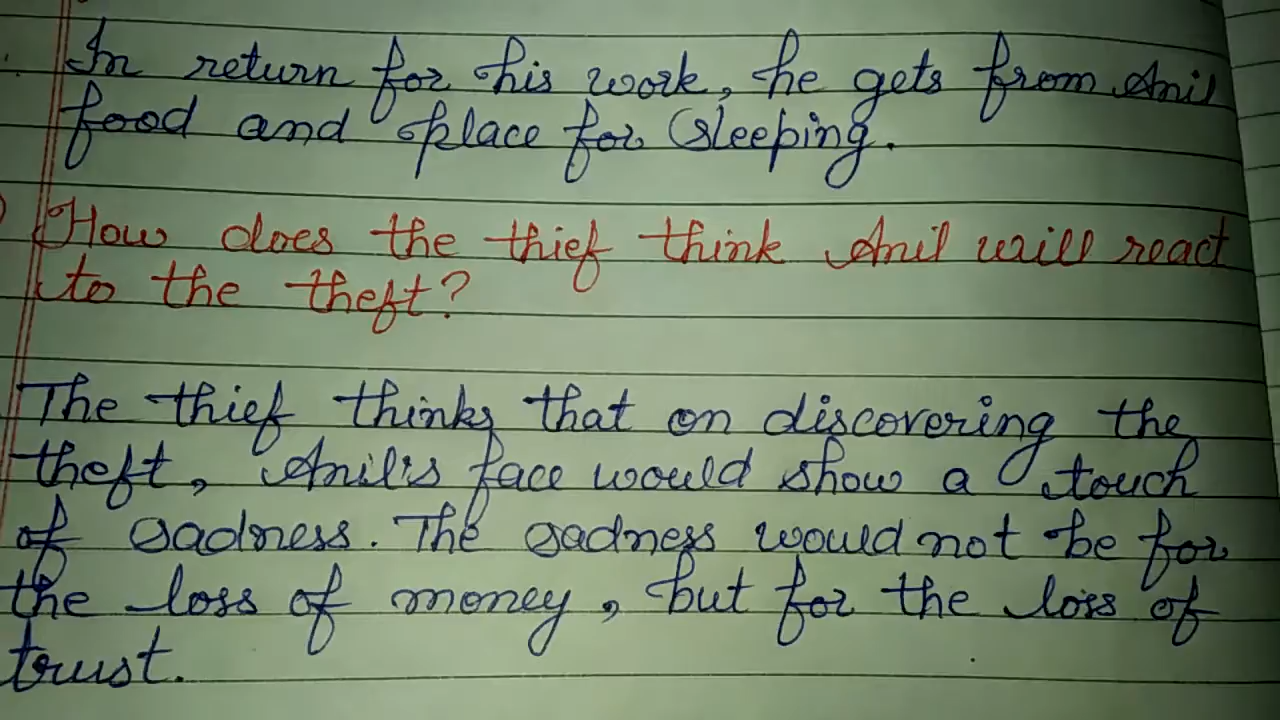 In return for his work, he gets from Anil
food and place for sleeping.
How does the thief think Anil will react
to the theft?
The thief thinks that on discovering the
theft, Anil's face would show a touch
of sadness. The sadness would not be for
the loss of money, but for the loss of
trust.